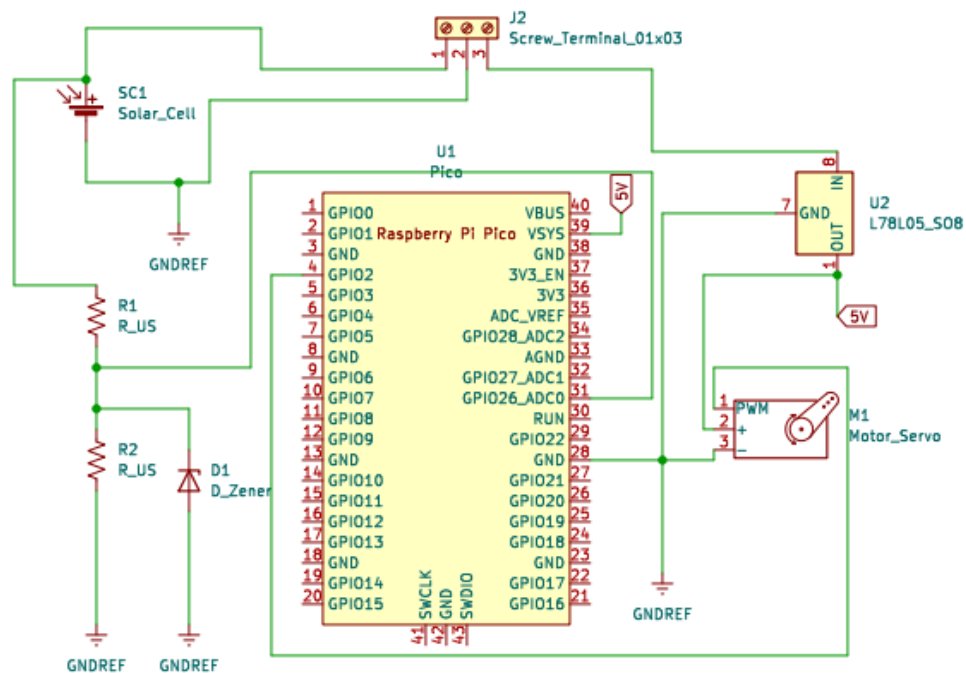 J2
Screw_Terminal_01x03
1
2
3
SC1
Solar_Cell
+
GNDREF
U1
Pico
Raspberry Pi Pico
1 GPIO0
2 GPIO1
3 GND
4 GPIO2
5 GPIO3
6 GPIO4
7 GPIO5
8 GND
9 GPIO6
10 GPIO7
11 GPIO8
12 GPIO9
13 GND
14 GPIO10
15 GPIO11
16 GPIO12
17 GPIO13
18 GND
19 GPIO14
20 GPIO15
VBUS 40
VSYS 39
GND 38
3V3_EN 37
3V3 36
ADC_VREF 35
GPIO28_ADC2 34
AGND 33
GPIO27_ADC1 32
GPIO26_ADC0 31
RUN 30
GPIO22 29
GND 28
GPIO21 27
GPIO20 26
GPIO19 25
GPIO18 24
GND 23
GPIO17 22
GPIO16 21
SWCLK 41
GND 42
SWDIO 43
5V
8
IN
7 GND
OUT
1
U2
L78L05_SO8
5V
1 PWM
2 +
3 -
M1
Motor_Servo
GNDREF
R1
R_US
R2
R_US
D1
D_Zener
GNDREF
GNDREF